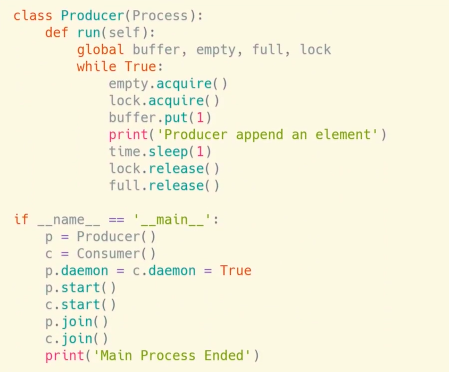 class Producer(Process):
    def run(self):
        global buffer, empty, full, lock
        while True:
            empty.acquire()
            lock.acquire()
            buffer.put(1)
            print('Producer append an element')
            time.sleep(1)
            lock.release()
            full.release()

if __name__ == '__main__':
    p = Producer()
    c = Consumer()
    p.daemon = c.daemon = True
    p.start()
    c.start()
    p.join()
    c.join()
    print('Main Process Ended')